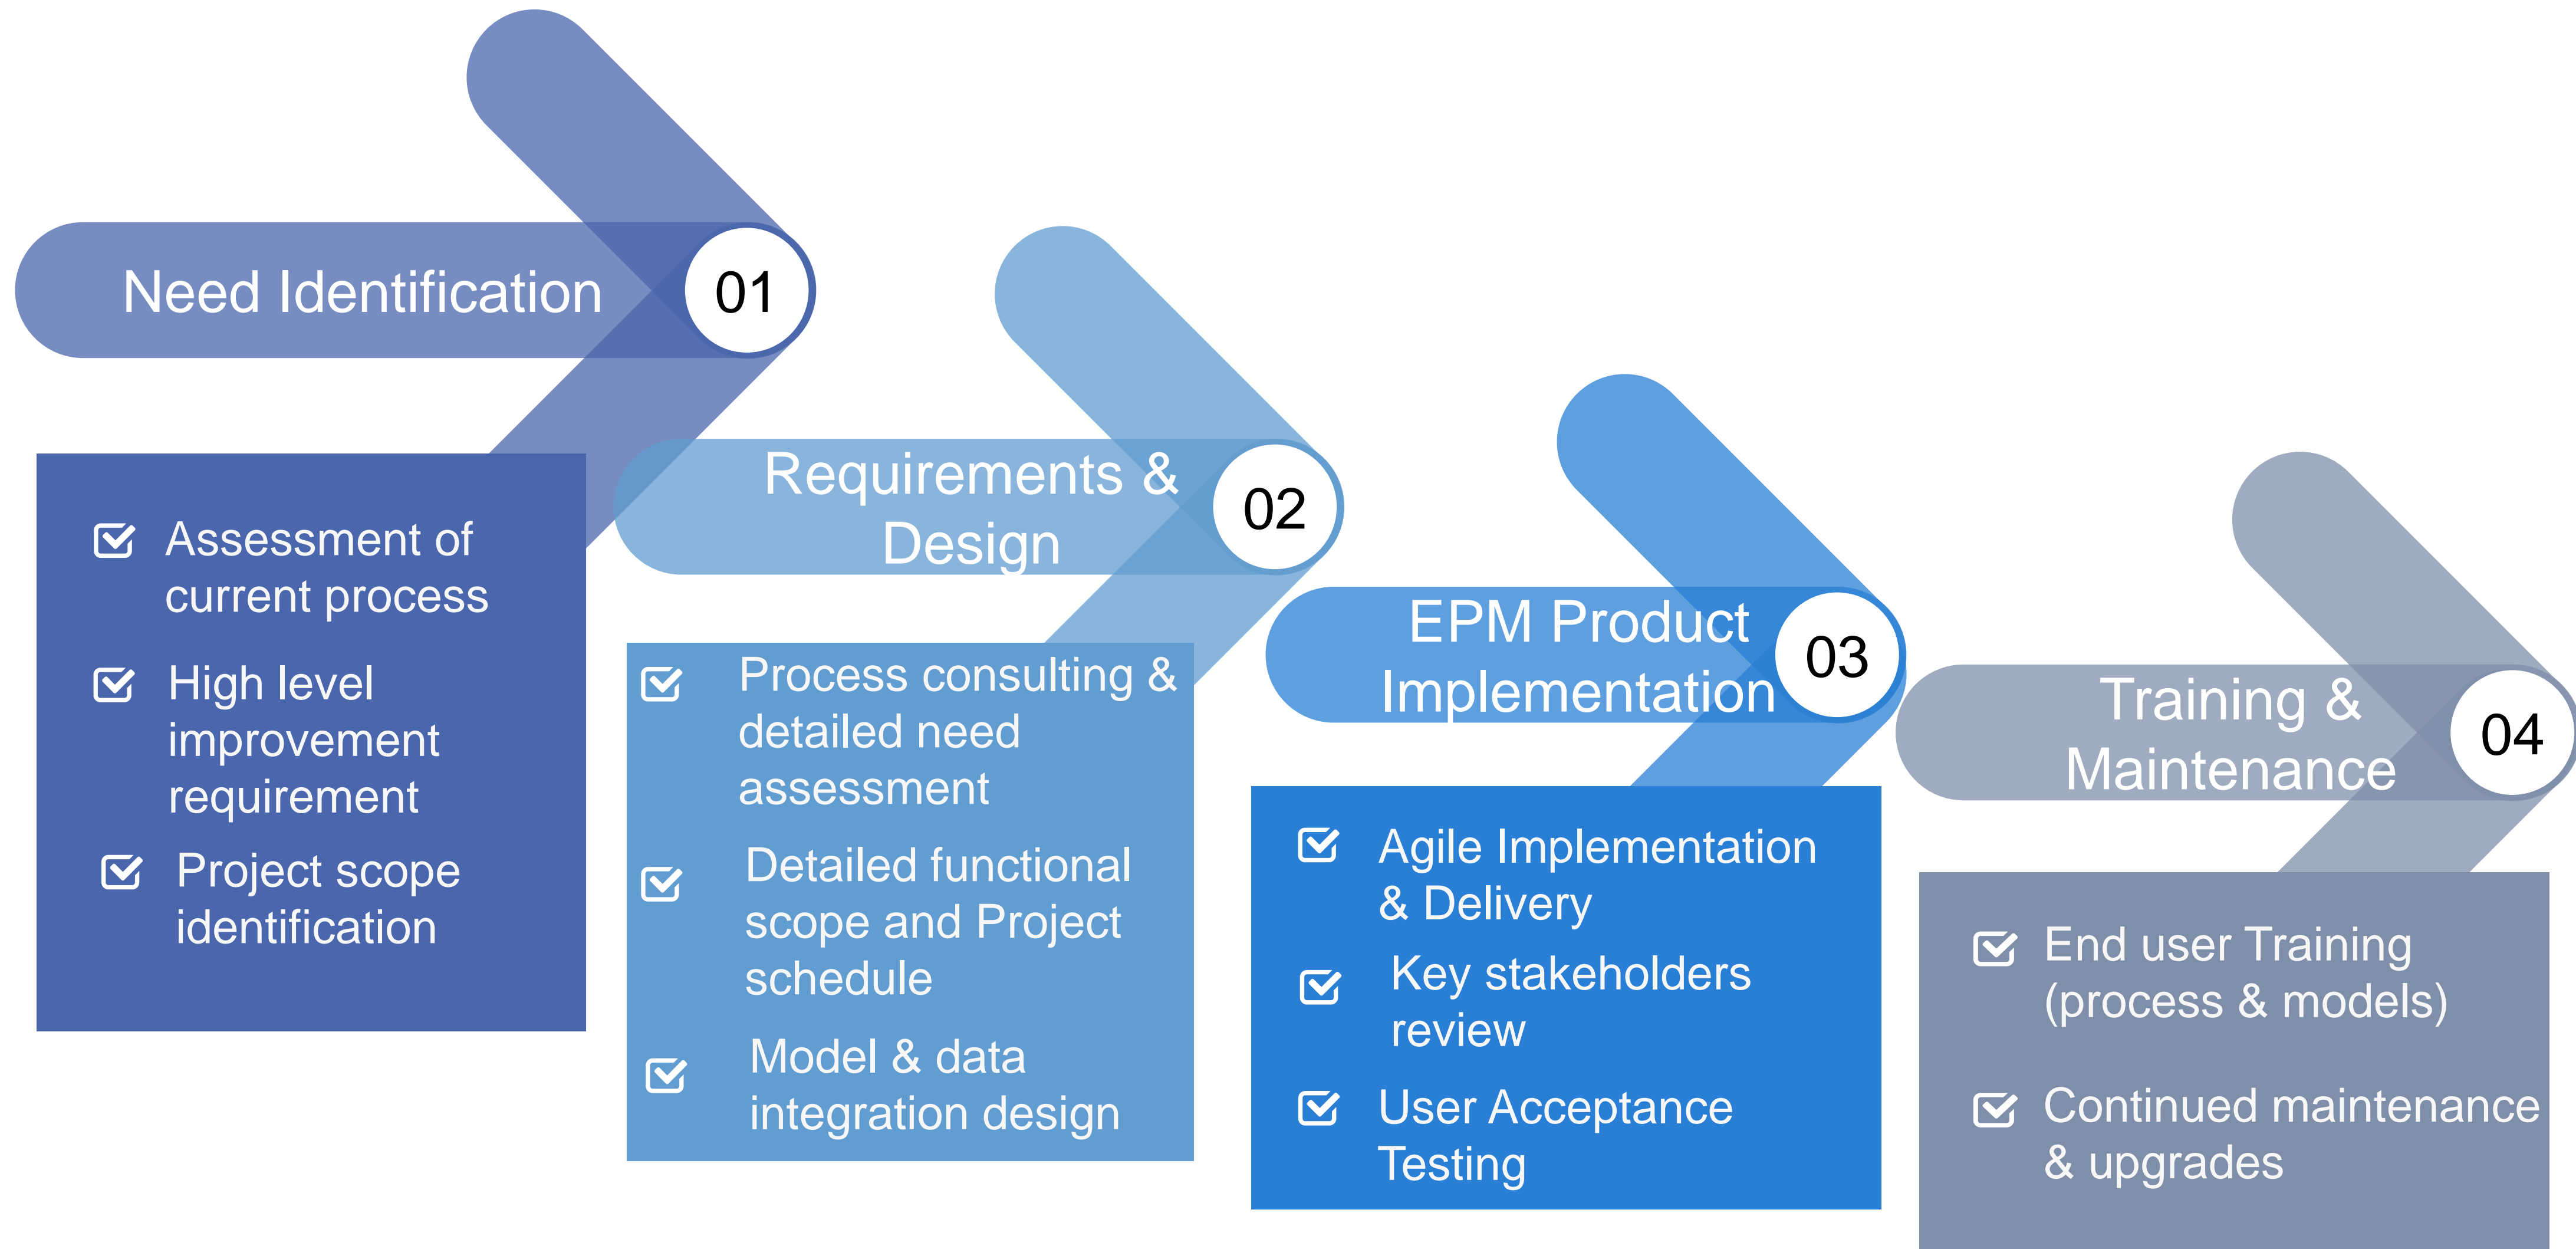 Need Identification
01
Assessment of
current process
High level
improvement
requirement
Project scope
identification
Requirements &
Design
02
Process consulting &
detailed need
assessment
Detailed functional
scope and Project
schedule
Model & data
integration design
EPM Product
Implementation
03
Agile Implementation
& Delivery
Key stakeholders
review
User Acceptance
Testing
Training &
Maintenance
04
End user Training
(process & models)
Continued maintenance
& upgrades